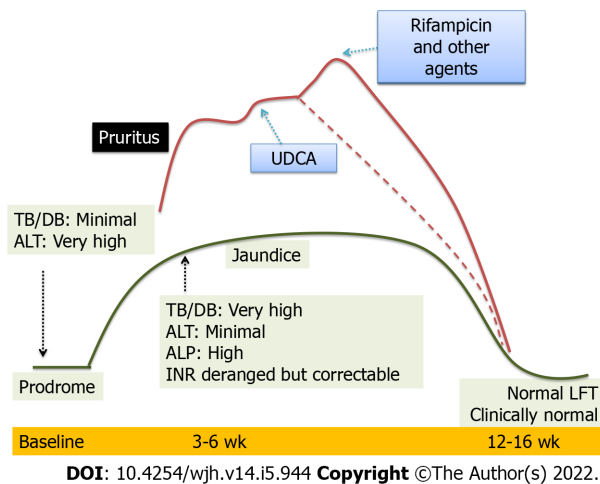 Rifampicin
and other
agents
Pruritus
UDCA
TB/DB: Minimal
ALT: Very high
Jaundice
TB/DB: Very high
ALT: Minimal
ALP: High
INR deranged but correctable
Prodrome
Normal LFT
Clinically normal
Baseline 3-6 wk 12-16 wk
DOI: 10.4254/wjh.v14.i5.944 Copyright ©The Author(s) 2022.